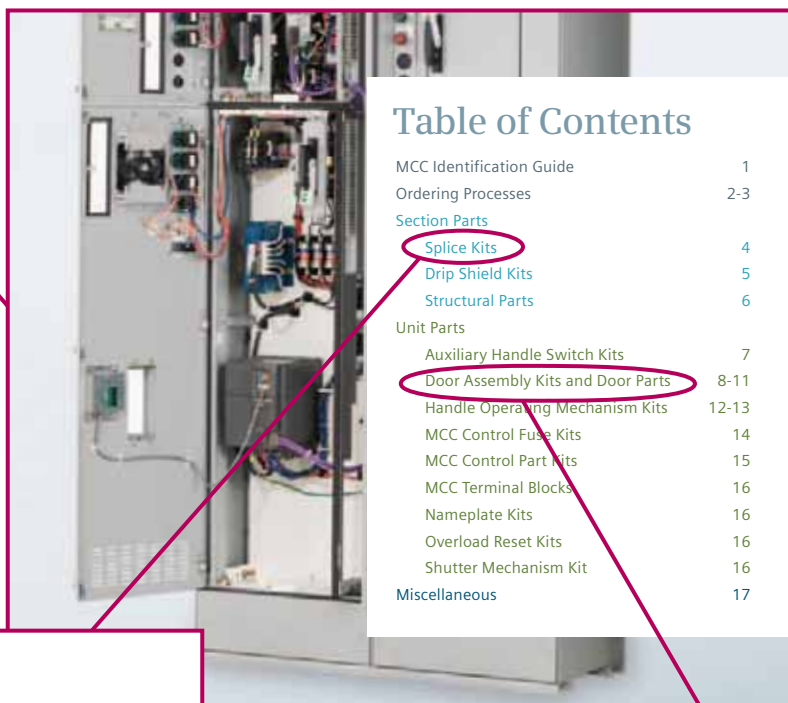 Table of Contents
MCC Identification Guide 1
Ordering Processes 2-3
Section Parts
Splice Kits 4
Drip Shield Kits 5
Structural Parts 6
Unit Parts
Auxiliary Handle Switch Kits 7
Door Assembly Kits and Door Parts 8-11
Handle Operating Mechanism Kits 12-13
MCC Control Fuse Kits 14
MCC Control Part Kits 15
MCC Terminal Blocks 16
Nameplate Kits 16
Overload Reset Kits 16
Shutter Mechanism Kit 16
Miscellaneous 17